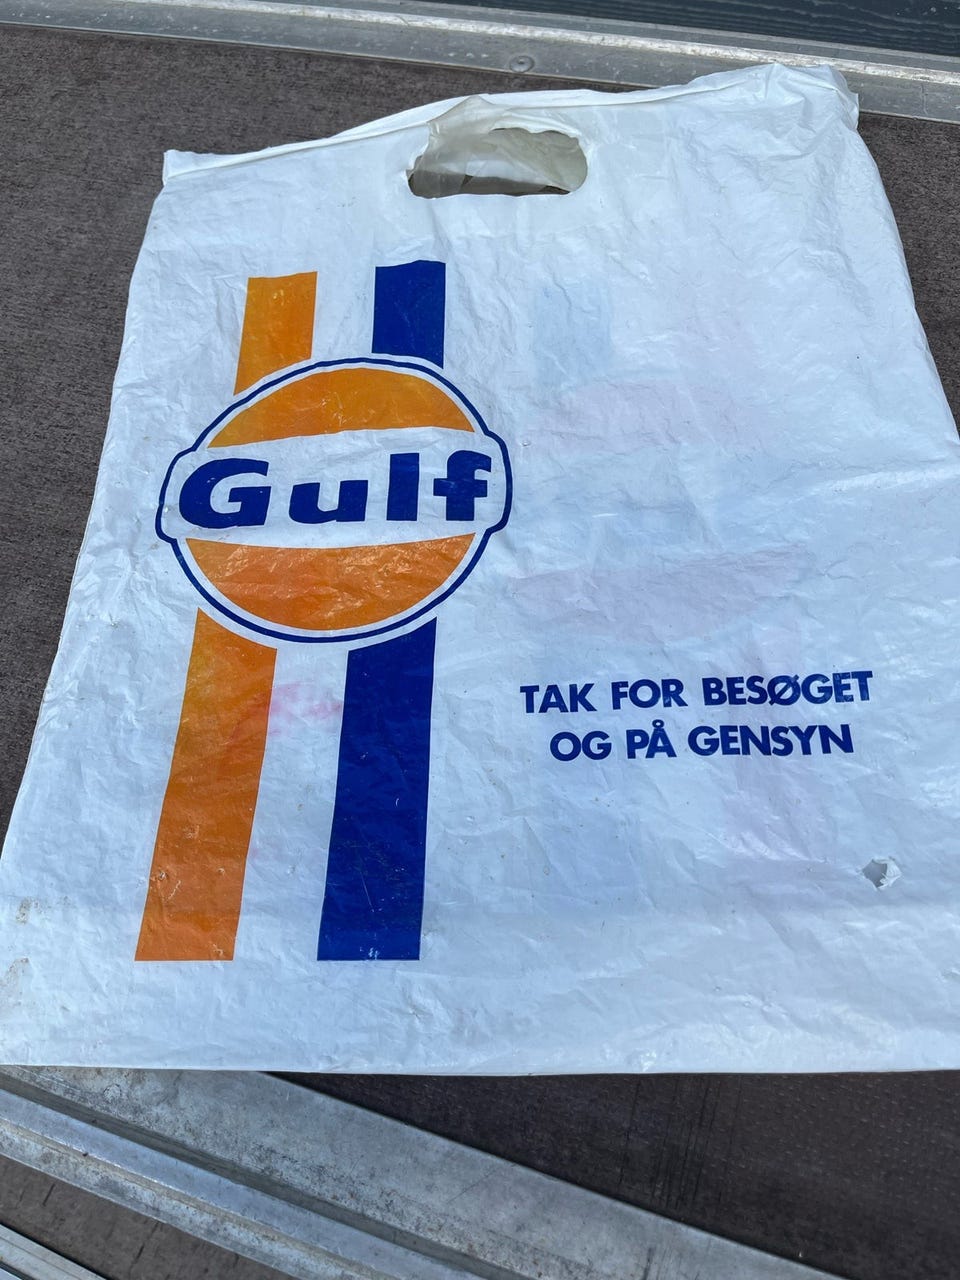 Gulf
TAK FOR BESØGET
OG PÅ GENSYN